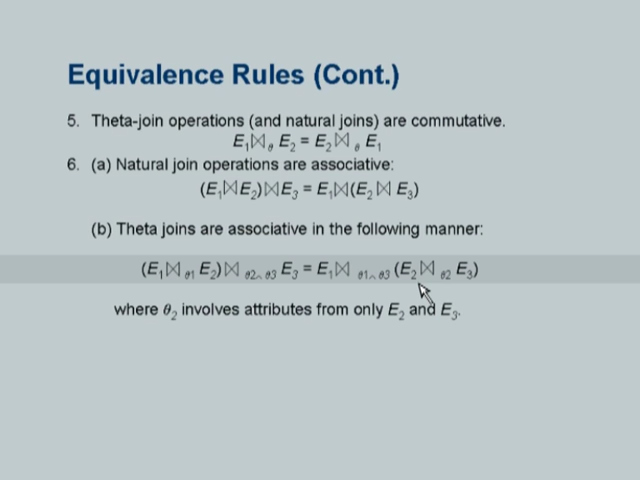 Equivalence Rules (Cont.)
5. Theta-join operations (and natural joins) are commutative.
E₁⋈θ E₂ = E₂⋈θ E₁
6. (a) Natural join operations are associative:
(E₁⋈E₂)⋈E₃ = E₁⋈(E₂⋈ E₃)
(b) Theta joins are associative in the following manner:
(E₁⋈θ1 E₂)⋈ θ2∧θ3 E₃ = E₁⋈ θ1∧θ3 (E₂⋈ θ2 E₃)
where θ₂ involves attributes from only E₂ and E₃.